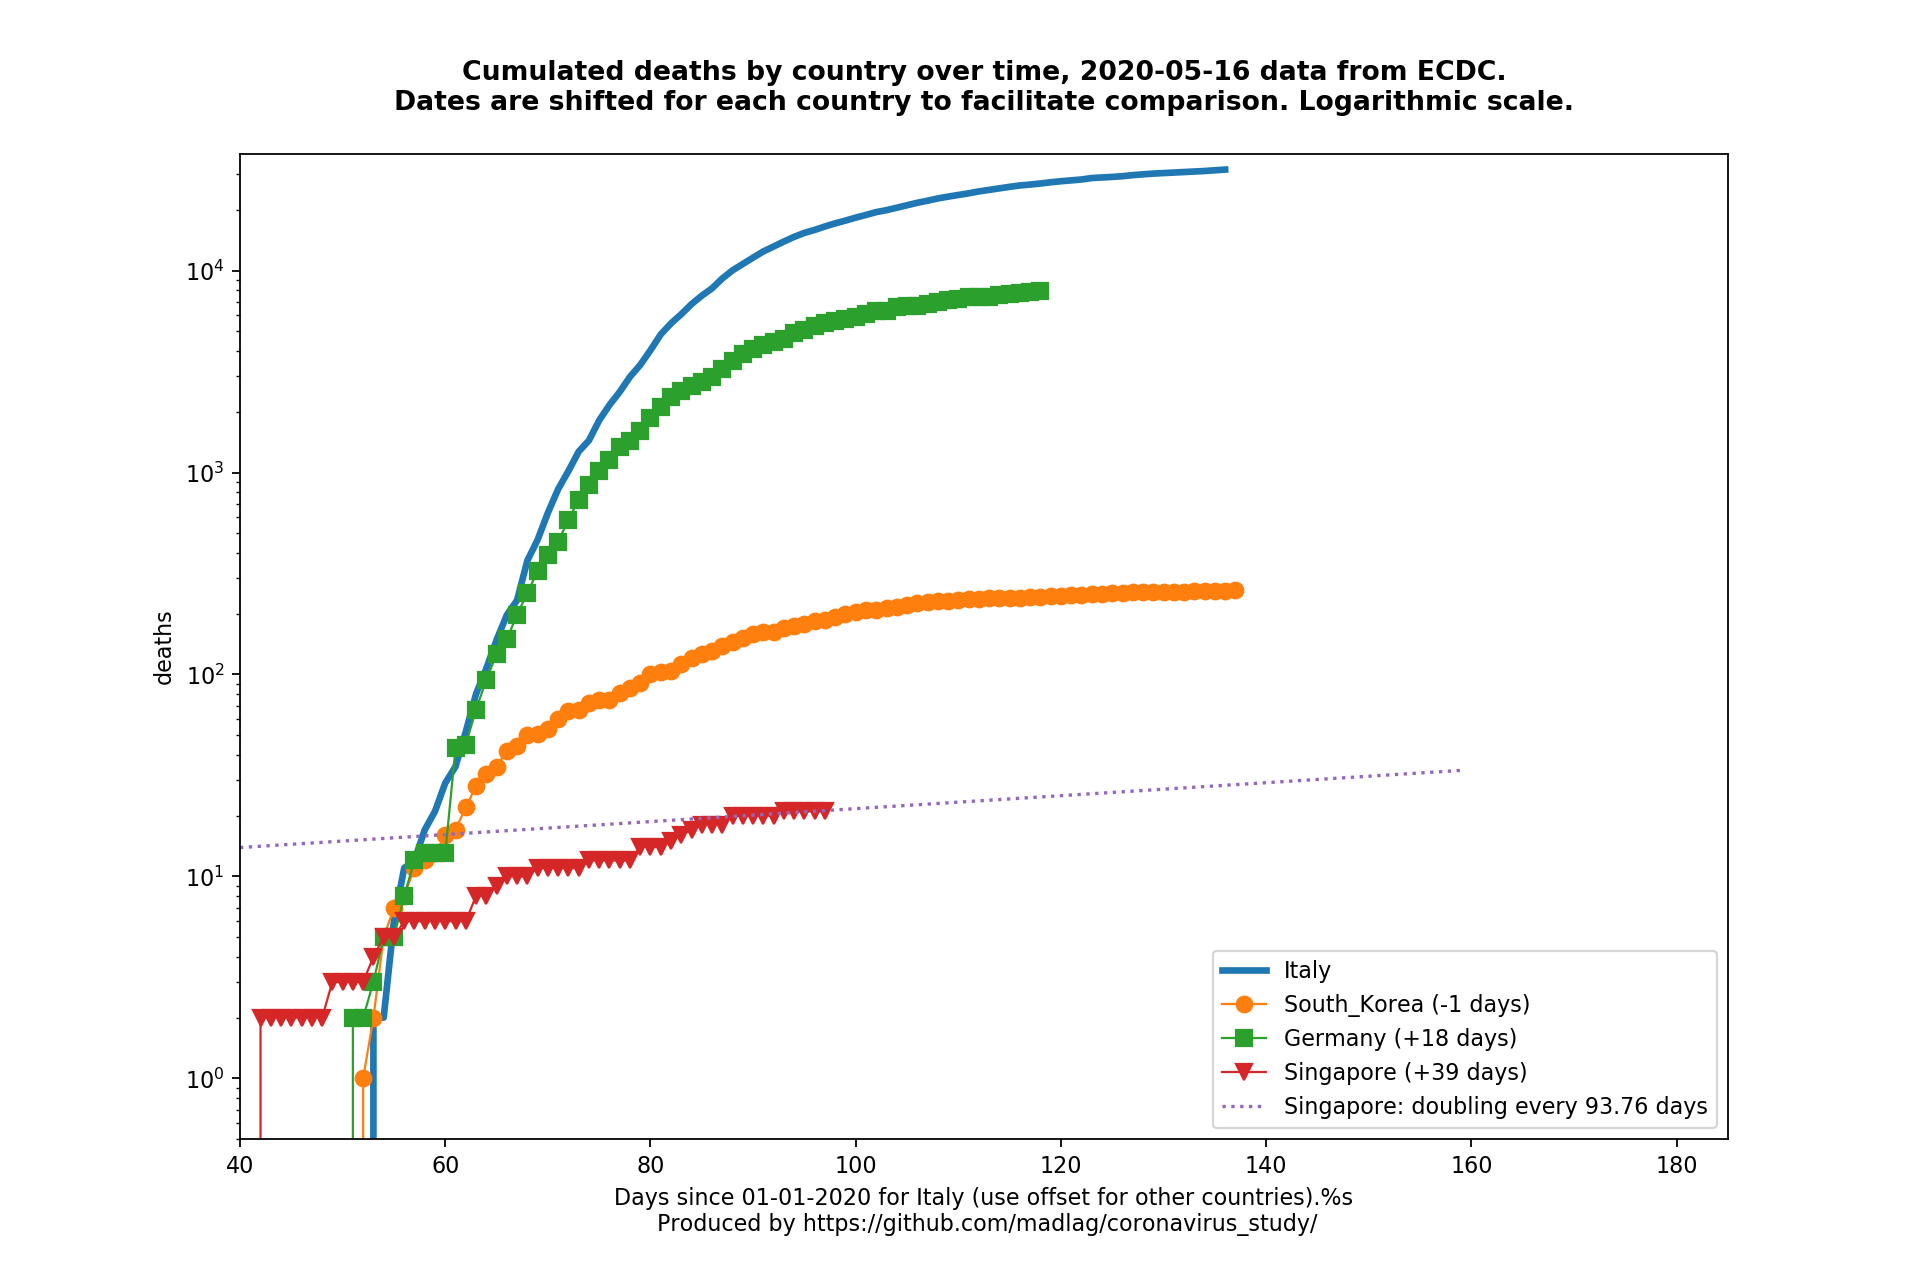 Cumulated deaths by country over time, 2020-05-16 data from ECDC.
Dates are shifted for each country to facilitate comparison. Logarithmic scale.
deaths
10⁴
10³
10²
10¹
10⁰
40 60 80 100 120 140 160 180
Italy
South_Korea (-1 days)
Germany (+18 days)
Singapore (+39 days)
Singapore: doubling every 93.76 days
Days since 01-01-2020 for Italy (use offset for other countries).%s
Produced by https://github.com/madlag/coronavirus_study/